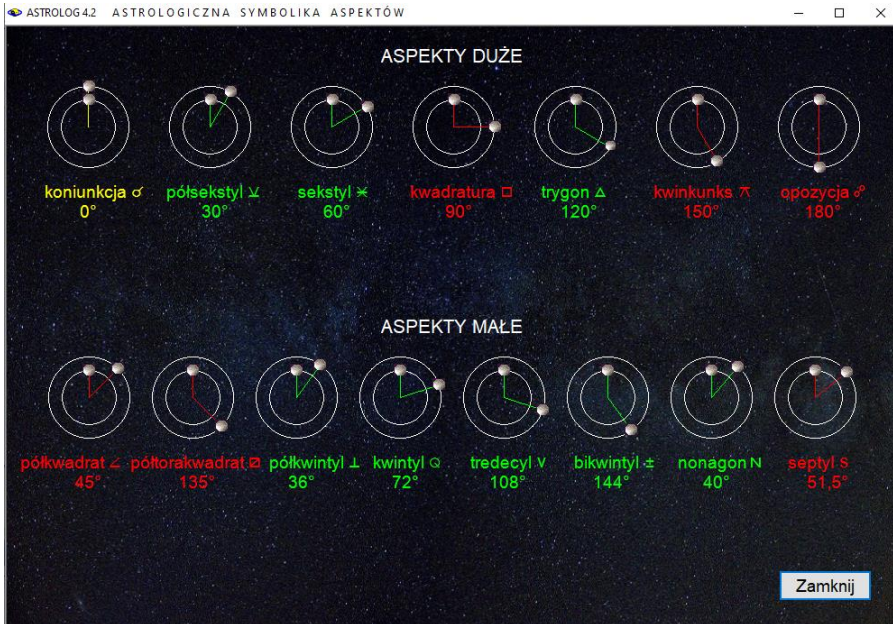 ASTROLOG 4.2 ASTROLOGICZNA SYMBOLIKA ASPEKTÓW
ASPEKTY DUŻE
koniunkcja ☌ półsekstyl ⚺ sekstyl ⚹ kwadratura □ trygon △ kwinkunks ⚻ opozycja ☍
0° 30° 60° 90° 120° 150° 180°
ASPEKTY MAŁE
półkwadrat ∠ półtorakwadrat ⚼ półkwintyl ⊥ kwintyl Q tredecyl V bikwintyl ± nonagon N septyl S
45° 135° 36° 72° 108° 144° 40° 51,5°
Zamknij